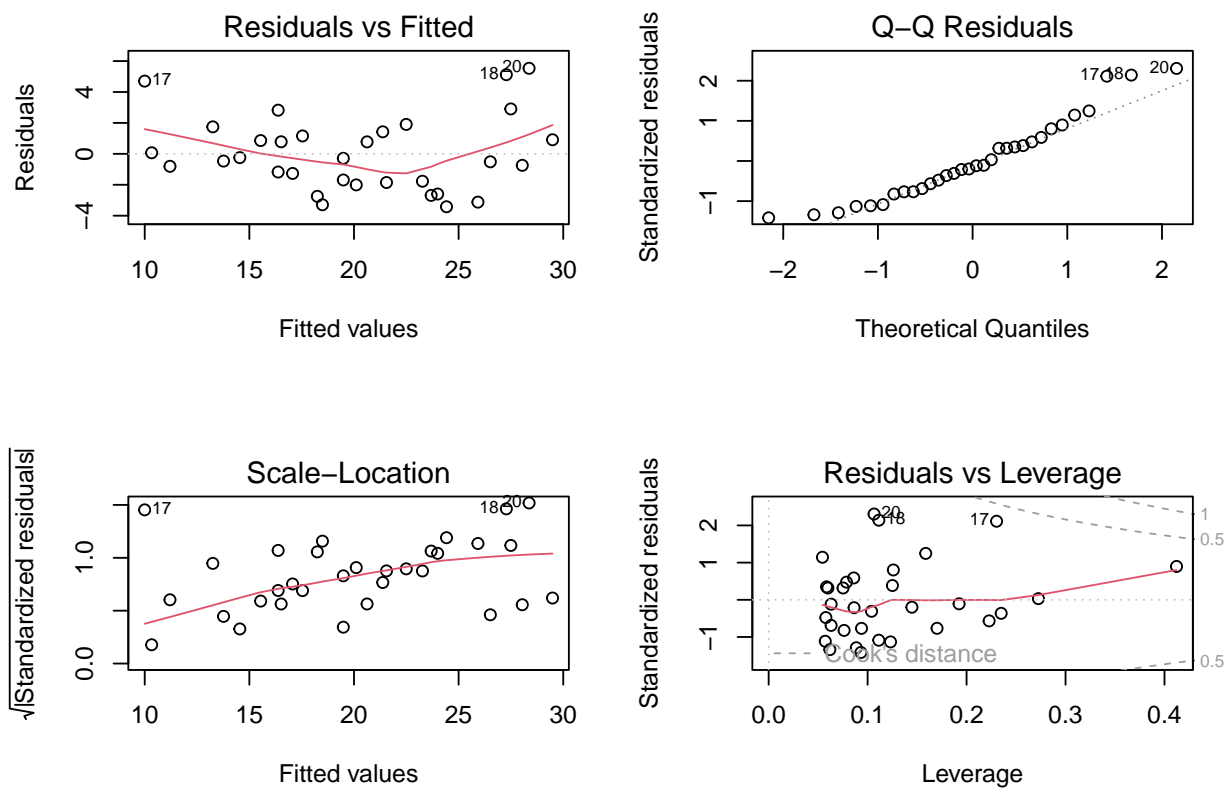 Residuals vs Fitted
Residuals
4
0
−4
17
18
20
10 15 20 25 30
Fitted values
Q−Q Residuals
Standardized residuals
2
1
−1
17
18
20
−2 −1 0 1 2
Theoretical Quantiles
Scale−Location
√|Standardized residuals|
1.0
0.0
17
18
20
10 15 20 25 30
Fitted values
Residuals vs Leverage
Standardized residuals
2
1
−1
20
18
17
1
0.5
0.5
Cook's distance
0.0 0.1 0.2 0.3 0.4
Leverage